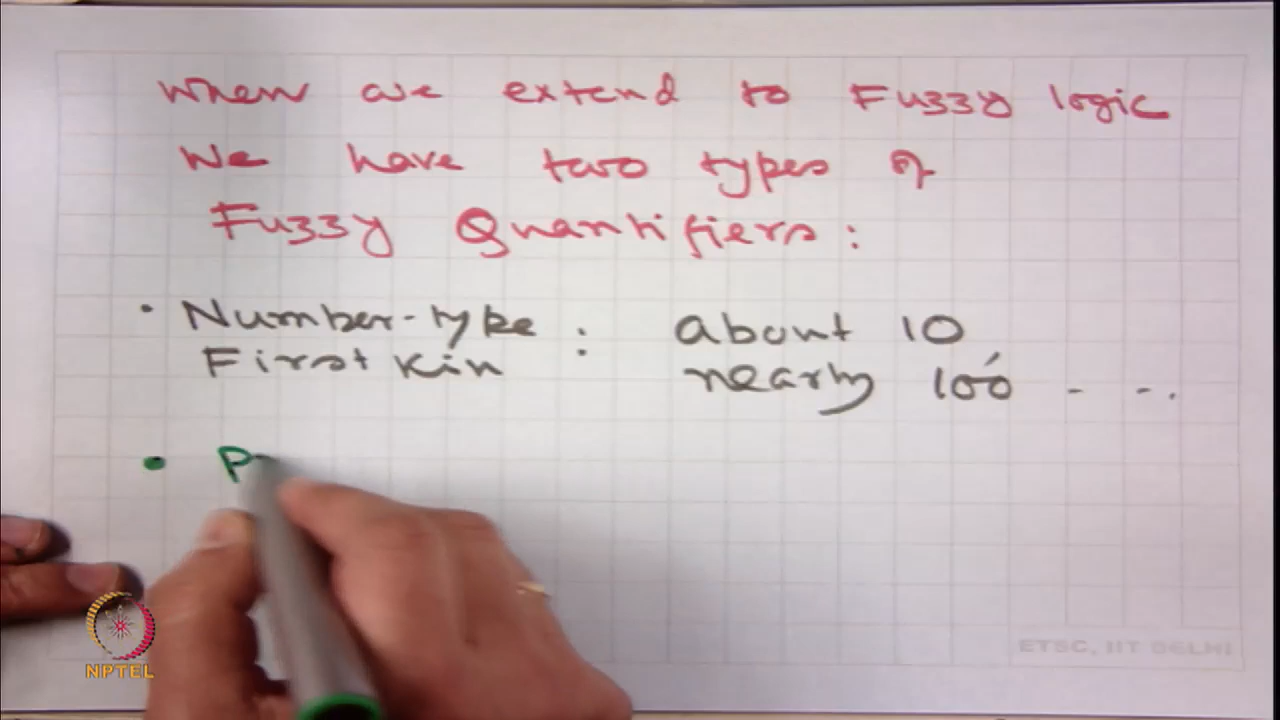 When we extend to Fuzzy logic
We have two types of
Fuzzy Quantifiers:
• Number-type : about 10,
First Kin nearly 100 - - .
• P
NPTEL
ETSC, IIT DELHI